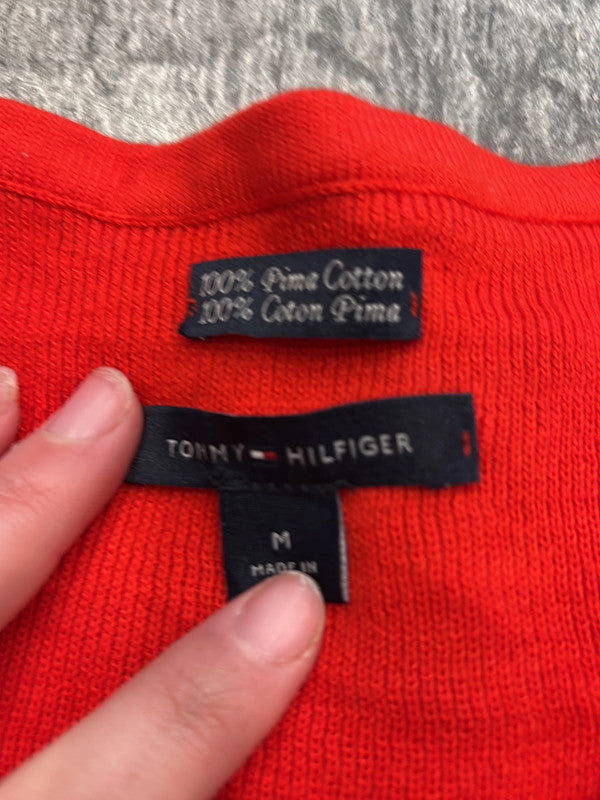 100% Pima Cotton
100% Coton Pima
TOMMY HILFIGER
M
MADE IN